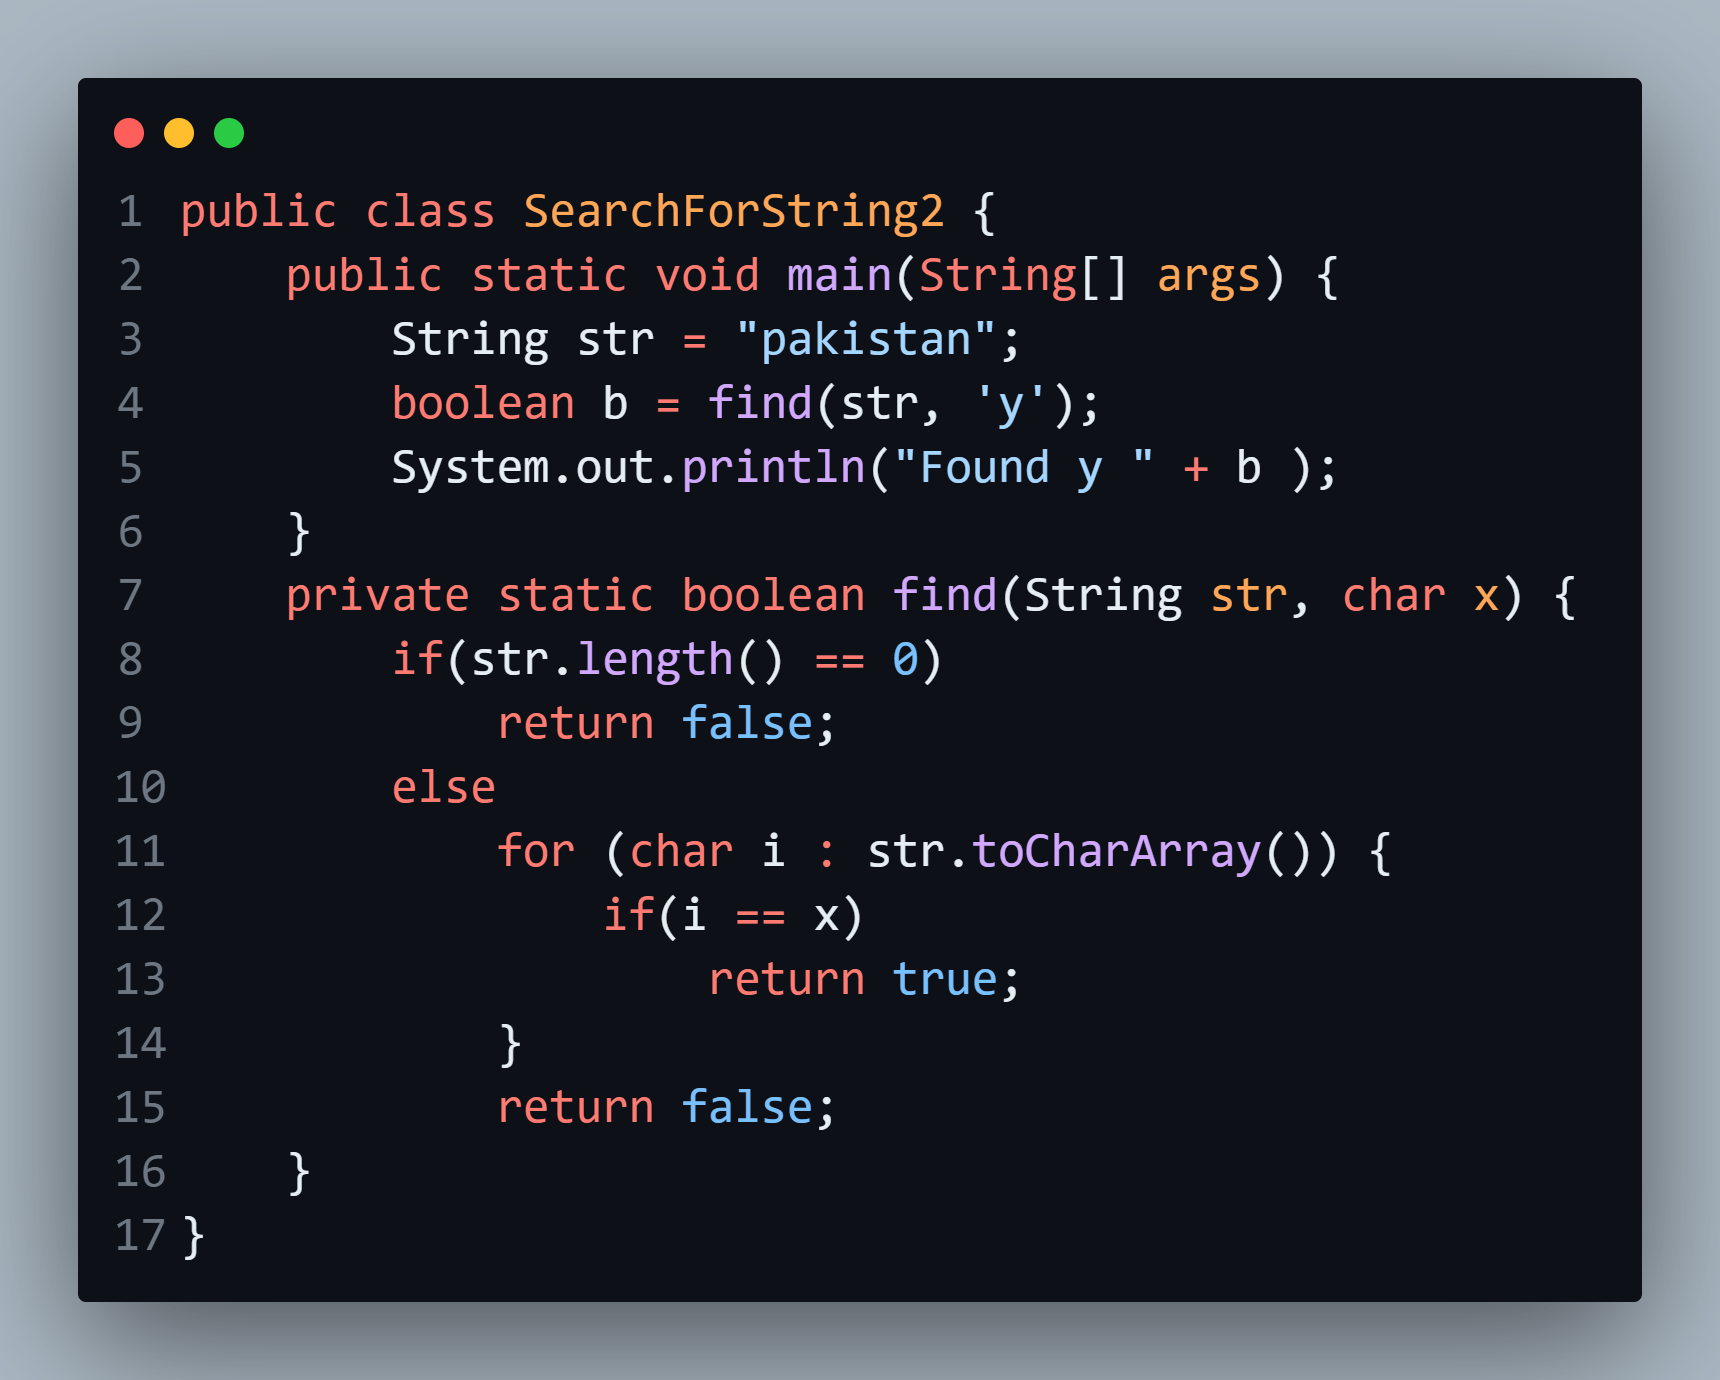 1 public class SearchForString2 {
2     public static void main(String[] args) {
3         String str = "pakistan";
4         boolean b = find(str, 'y');
5         System.out.println("Found y " + b );
6     }
7     private static boolean find(String str, char x) {
8         if(str.length() == 0)
9             return false;
10         else
11             for (char i : str.toCharArray()) {
12                 if(i == x)
13                     return true;
14             }
15             return false;
16     }
17 }